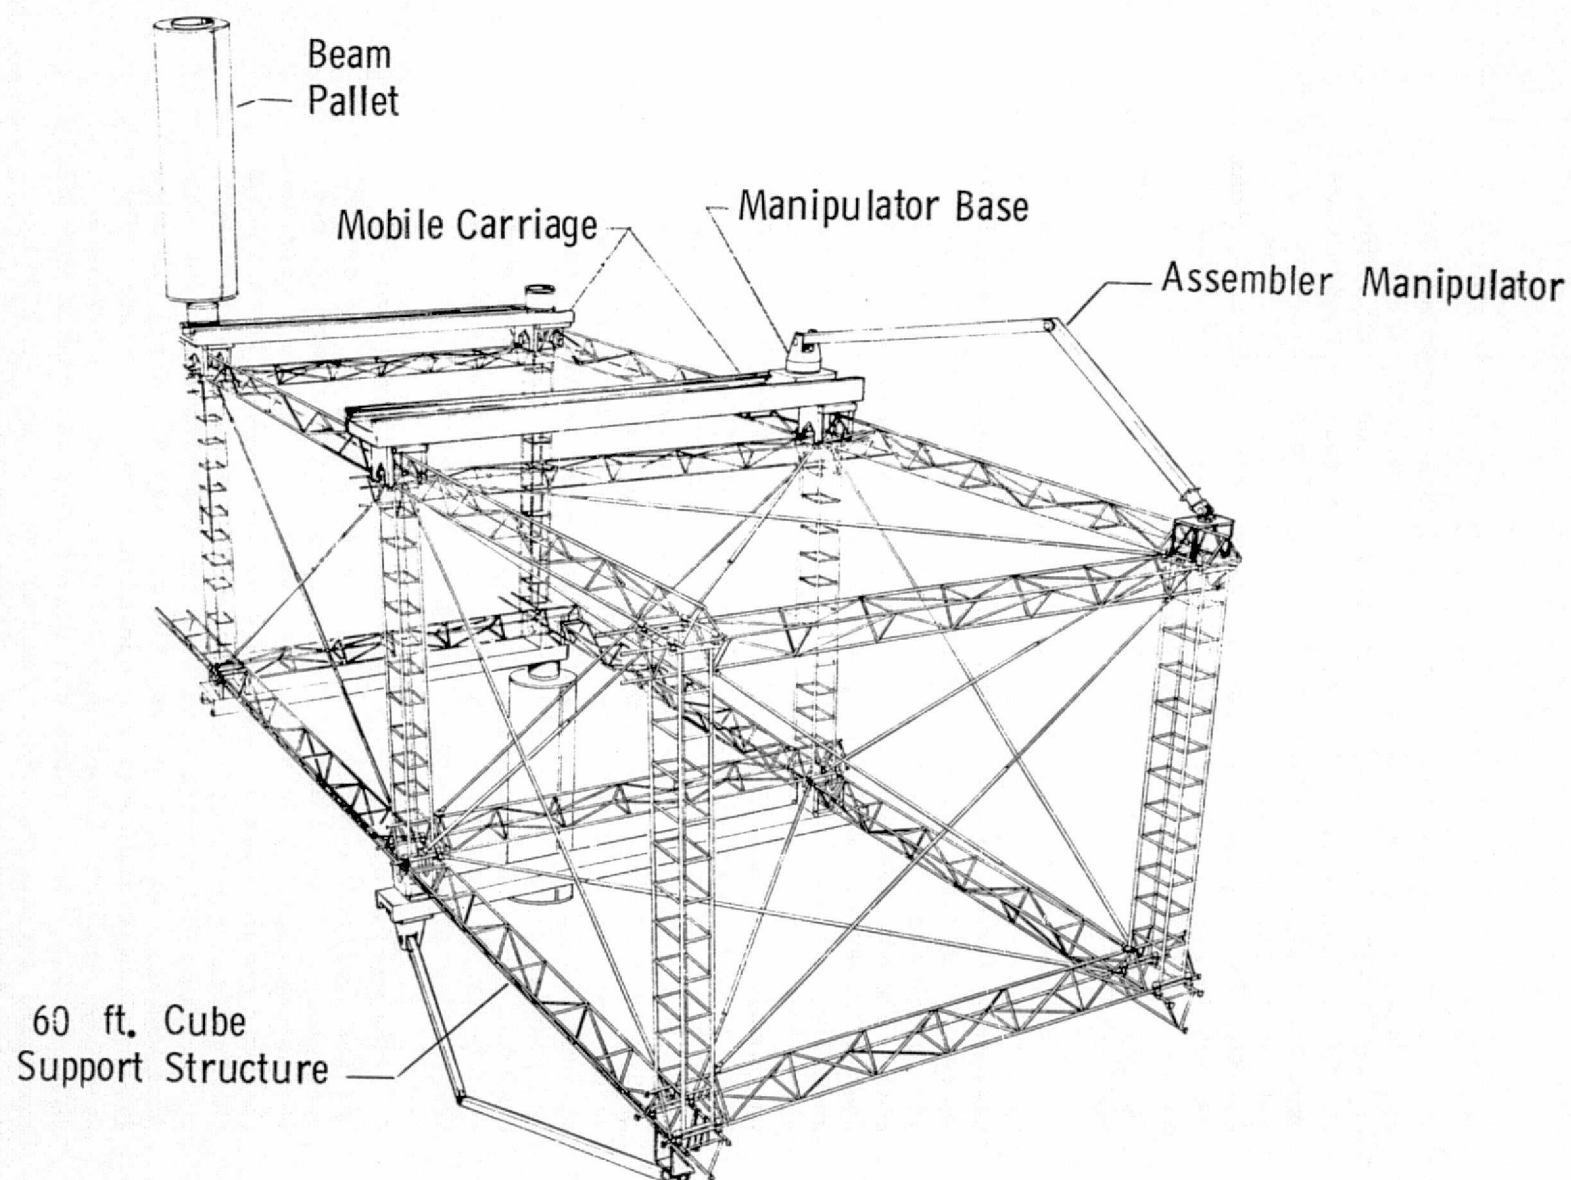 Beam
Pallet
Mobile Carriage
Manipulator Base
Assembler Manipulator
60 ft. Cube
Support Structure